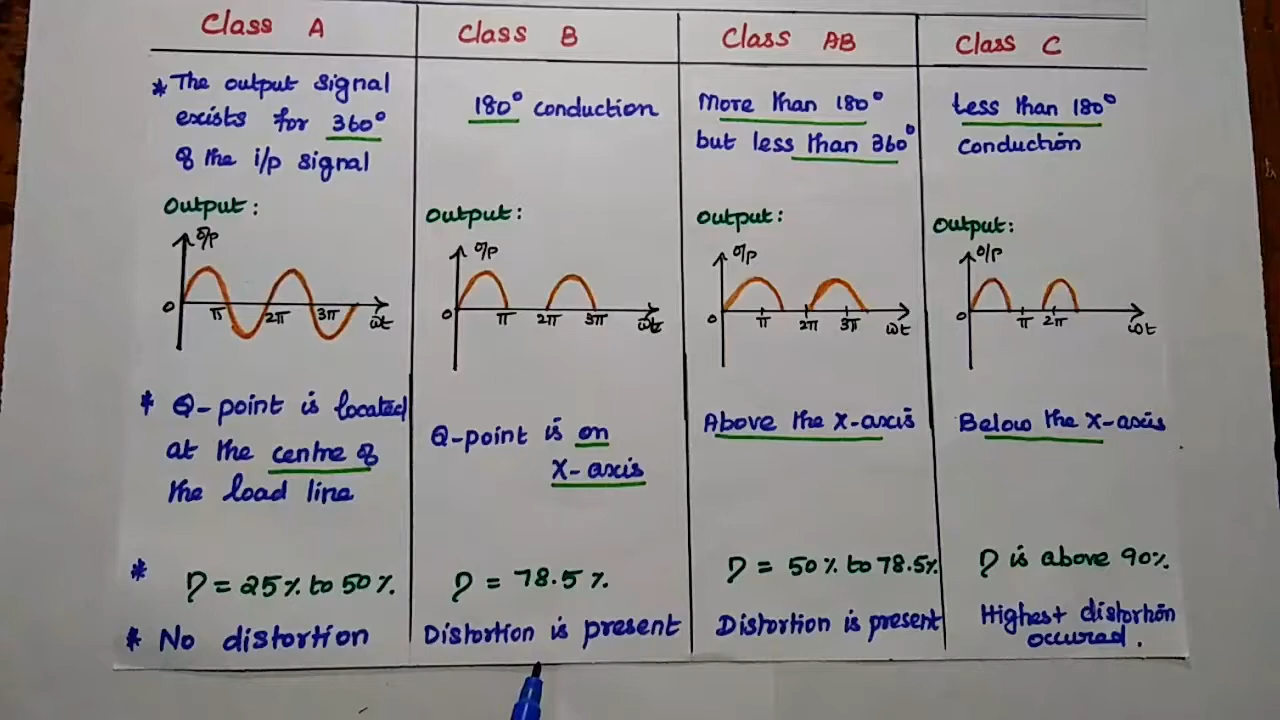 Class A
Class B
Class AB
Class C
* The output signal
exists for 360°
of the i/p signal
180° conduction
More than 180°
but less than 360°
Less than 180°
conduction
Output:
Output:
Output:
Output:
o/p
0 π 2π 3π ωt
o/p
0 π 2π 3π ωt
o/p
0 π 2π 3π ωt
o/p
0 π 2π ωt
* Q-point is located
at the centre of
the load line
Q-point is on
X-axis
Above the X-axis
Below the X-axis
* η = 25% to 50%.
η = 78.5%.
η = 50% to 78.5%.
η is above 90%.
* No distortion
Distortion is present
Distortion is present
Highest distortion
occured.